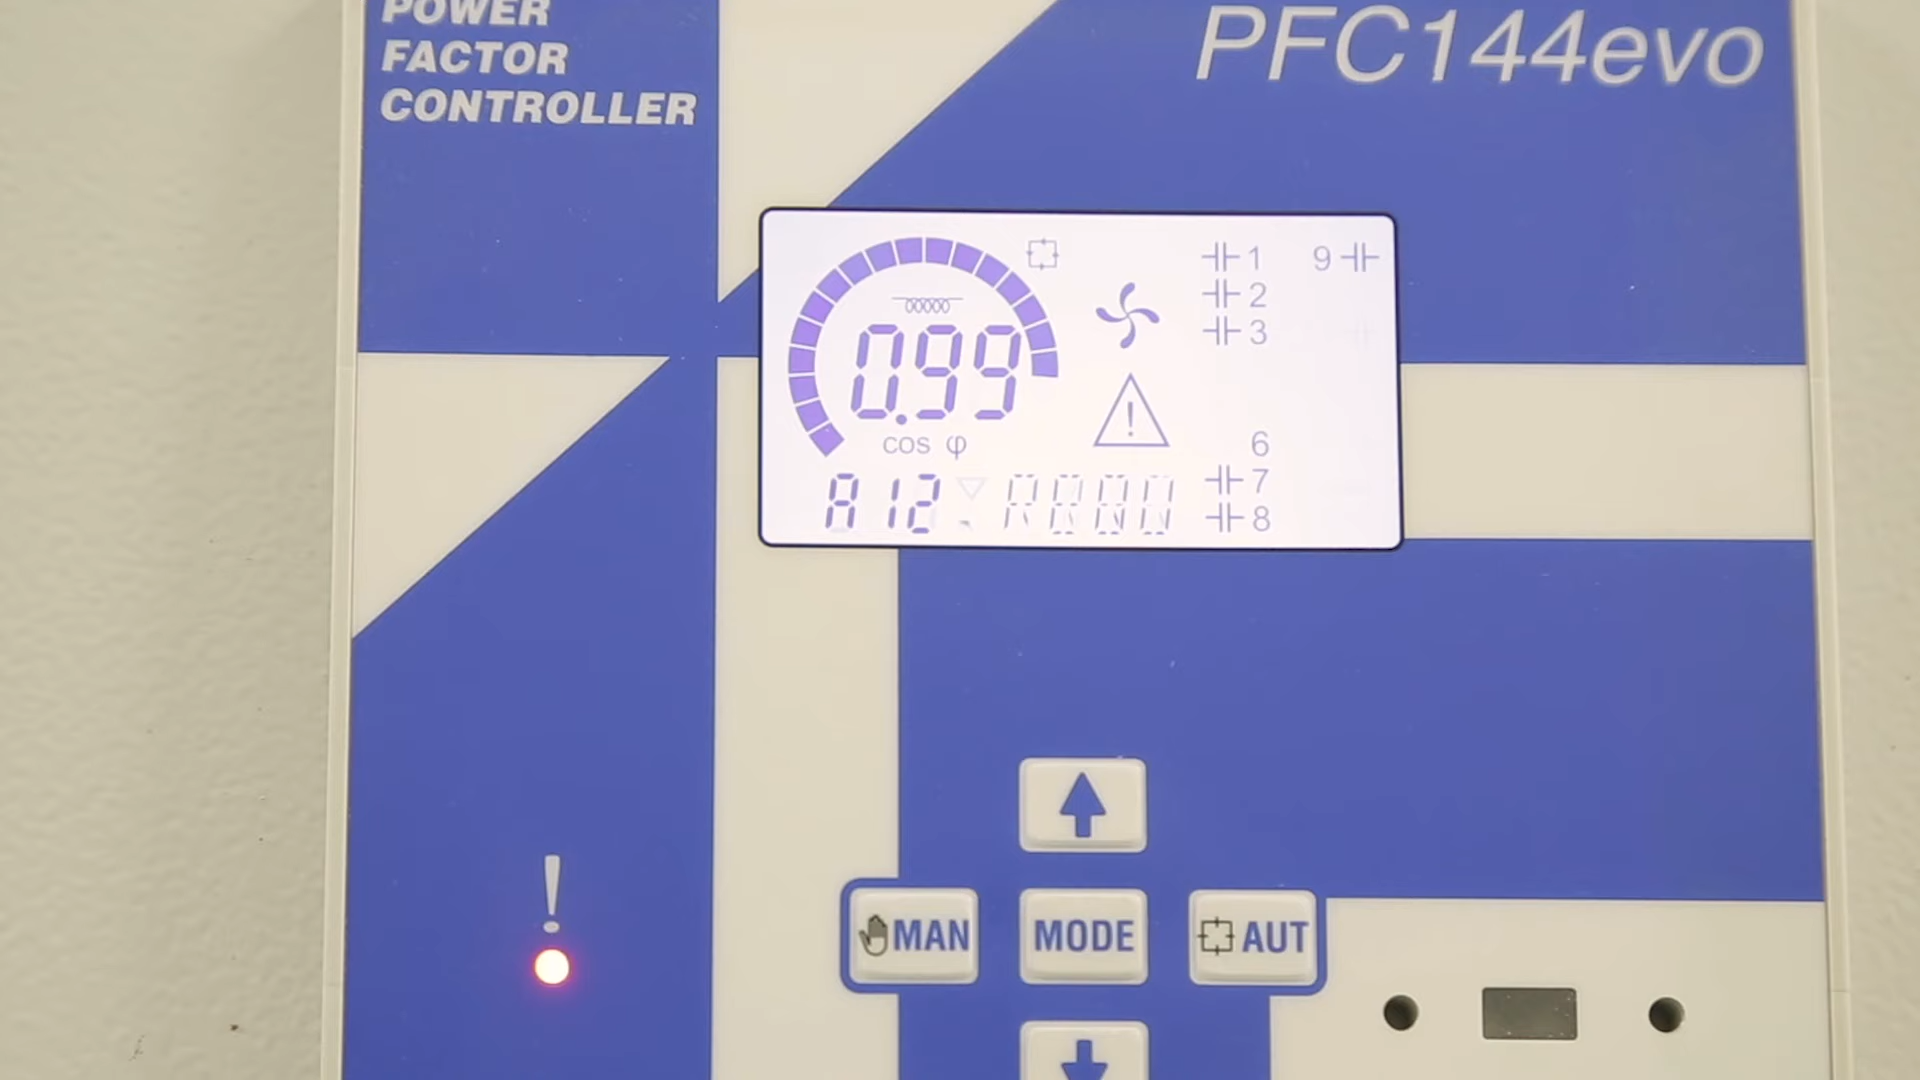 POWER
FACTOR
CONTROLLER
PFC144evo
0.99
cos φ
A12
1
2
3
6
7
8
9
!
MAN
MODE
AUT